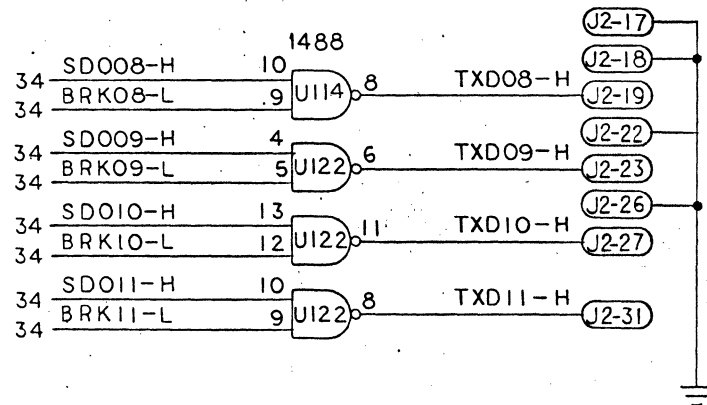 J2-17
1488
J2-18
34 SD008-H 10 U114 8 TXD08-H J2-19
34 BRK08-L 9
J2-22
34 SD009-H 4 U122 6 TXD09-H J2-23
34 BRK09-L 5
J2-26
34 SD010-H 13 U122 11 TXD10-H J2-27
34 BRK10-L 12
34 SD011-H 10 U122 8 TXD11-H J2-31
34 BRK11-L 9